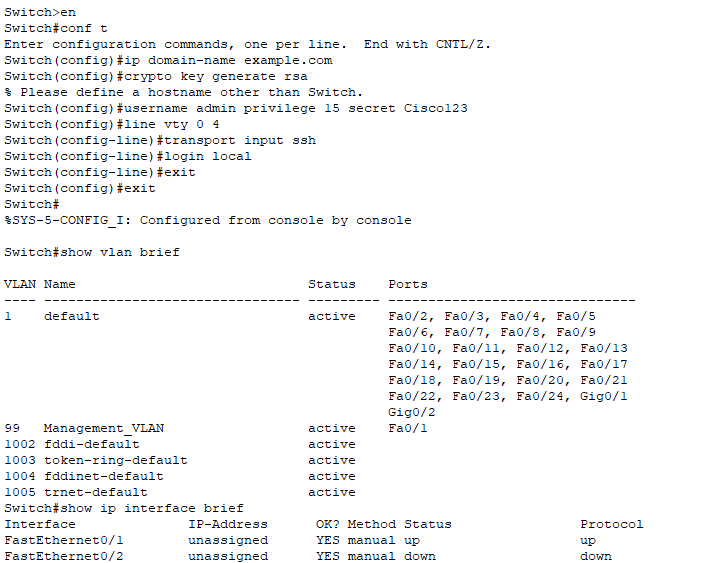 Switch>en
Switch#conf t
Enter configuration commands, one per line.  End with CNTL/Z.
Switch(config)#ip domain-name example.com
Switch(config)#crypto key generate rsa
% Please define a hostname other than Switch.
Switch(config)#username admin privilege 15 secret Cisco123
Switch(config)#line vty 0 4
Switch(config-line)#transport input ssh
Switch(config-line)#login local
Switch(config-line)#exit
Switch(config)#exit
Switch#
%SYS-5-CONFIG_I: Configured from console by console
Switch#show vlan brief
VLAN Name                             Status    Ports
---- -------------------------------- --------- -------------------------------
1    default                          active    Fa0/2, Fa0/3, Fa0/4, Fa0/5
                                                Fa0/6, Fa0/7, Fa0/8, Fa0/9
                                                Fa0/10, Fa0/11, Fa0/12, Fa0/13
                                                Fa0/14, Fa0/15, Fa0/16, Fa0/17
                                                Fa0/18, Fa0/19, Fa0/20, Fa0/21
                                                Fa0/22, Fa0/23, Fa0/24, Gig0/1
                                                Gig0/2
99   Management_VLAN                  active    Fa0/1
1002 fddi-default                     active
1003 token-ring-default               active
1004 fddinet-default                  active
1005 trnet-default                    active
Switch#show ip interface brief
Interface              IP-Address      OK? Method Status                Protocol
FastEthernet0/1        unassigned      YES manual up                    up
FastEthernet0/2        unassigned      YES manual down                  down